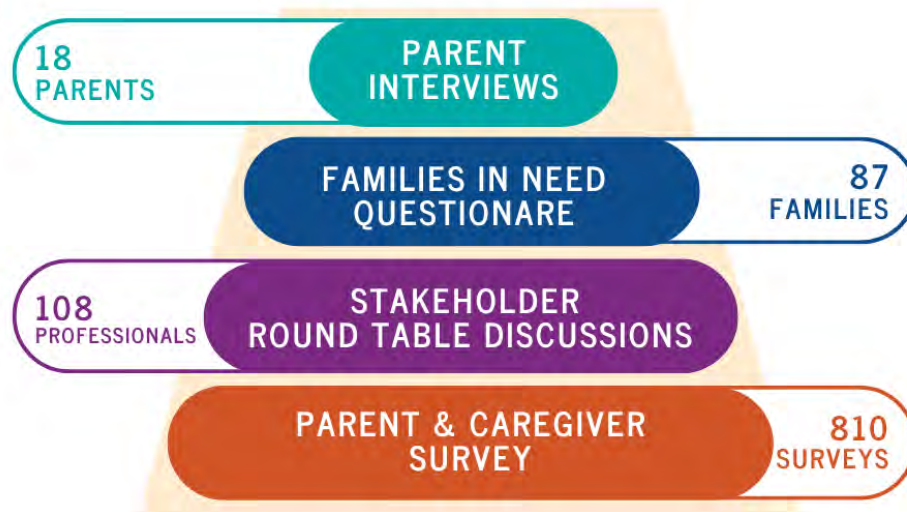 18
PARENTS
PARENT
INTERVIEWS
FAMILIES IN NEED
QUESTIONARE
87
FAMILIES
108
PROFESSIONALS
STAKEHOLDER
ROUND TABLE DISCUSSIONS
PARENT & CAREGIVER
SURVEY
810
SURVEYS